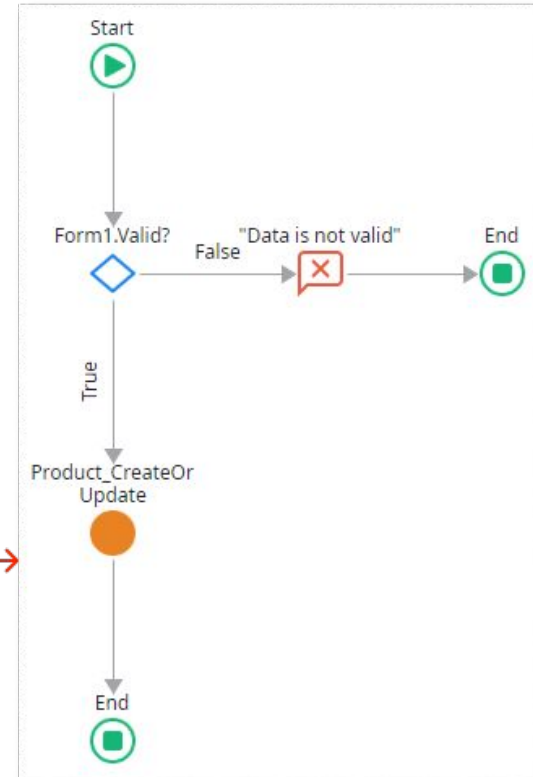 Start
Form1.Valid?
False
"Data is not valid"
End
True
Product_CreateOr
Update
End